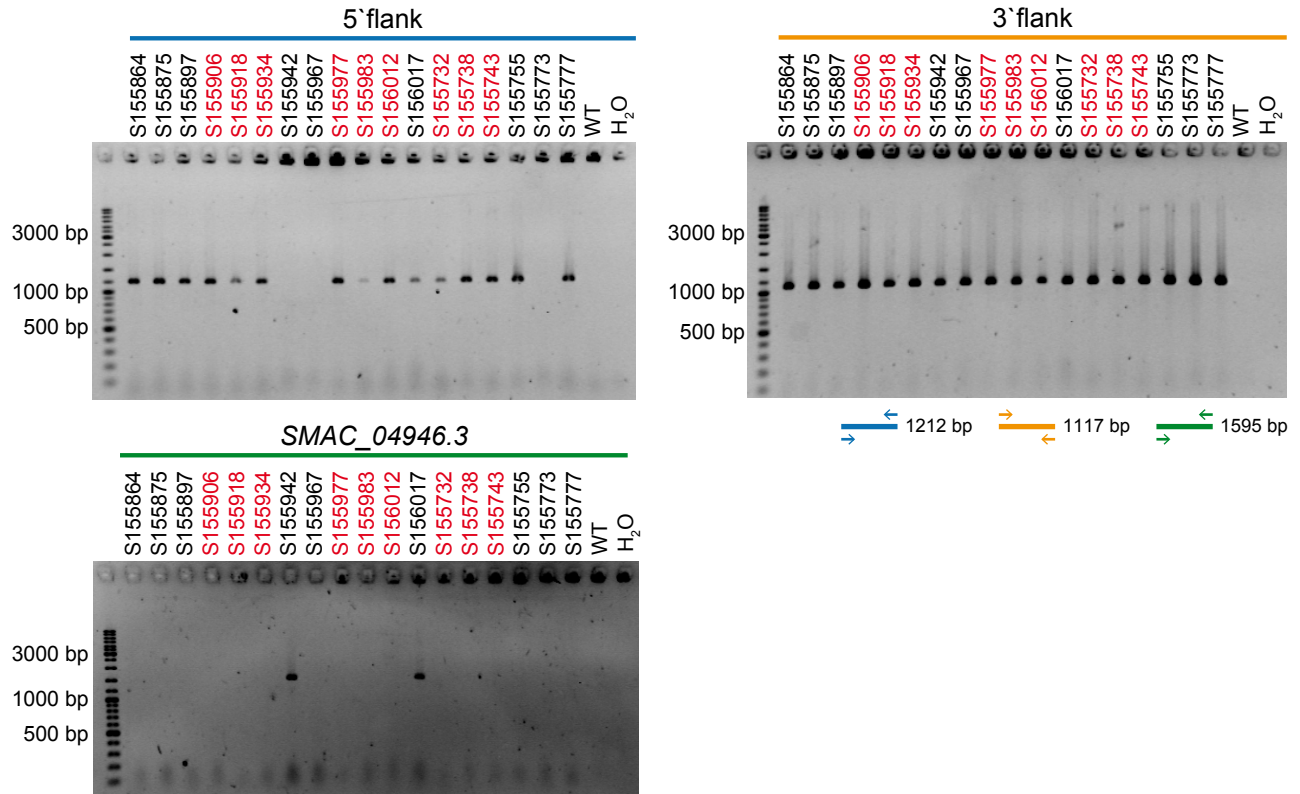 5`flank
S155864 S155875 S155897 S155906 S155918 S155934 S155942 S155967 S155977 S155983 S156012 S156017 S155732 S155738 S155743 S155755 S155773 S155777 WT H₂O
3000 bp
1000 bp
500 bp
3`flank
S155864 S155875 S155897 S155906 S155918 S155934 S155942 S155967 S155977 S155983 S156012 S156017 S155732 S155738 S155743 S155755 S155773 S155777 WT H₂O
3000 bp
1000 bp
500 bp
1212 bp 1117 bp 1595 bp
SMAC_04946.3
S155864 S155875 S155897 S155906 S155918 S155934 S155942 S155967 S155977 S155983 S156012 S156017 S155732 S155738 S155743 S155755 S155773 S155777 WT H₂O
3000 bp
1000 bp
500 bp